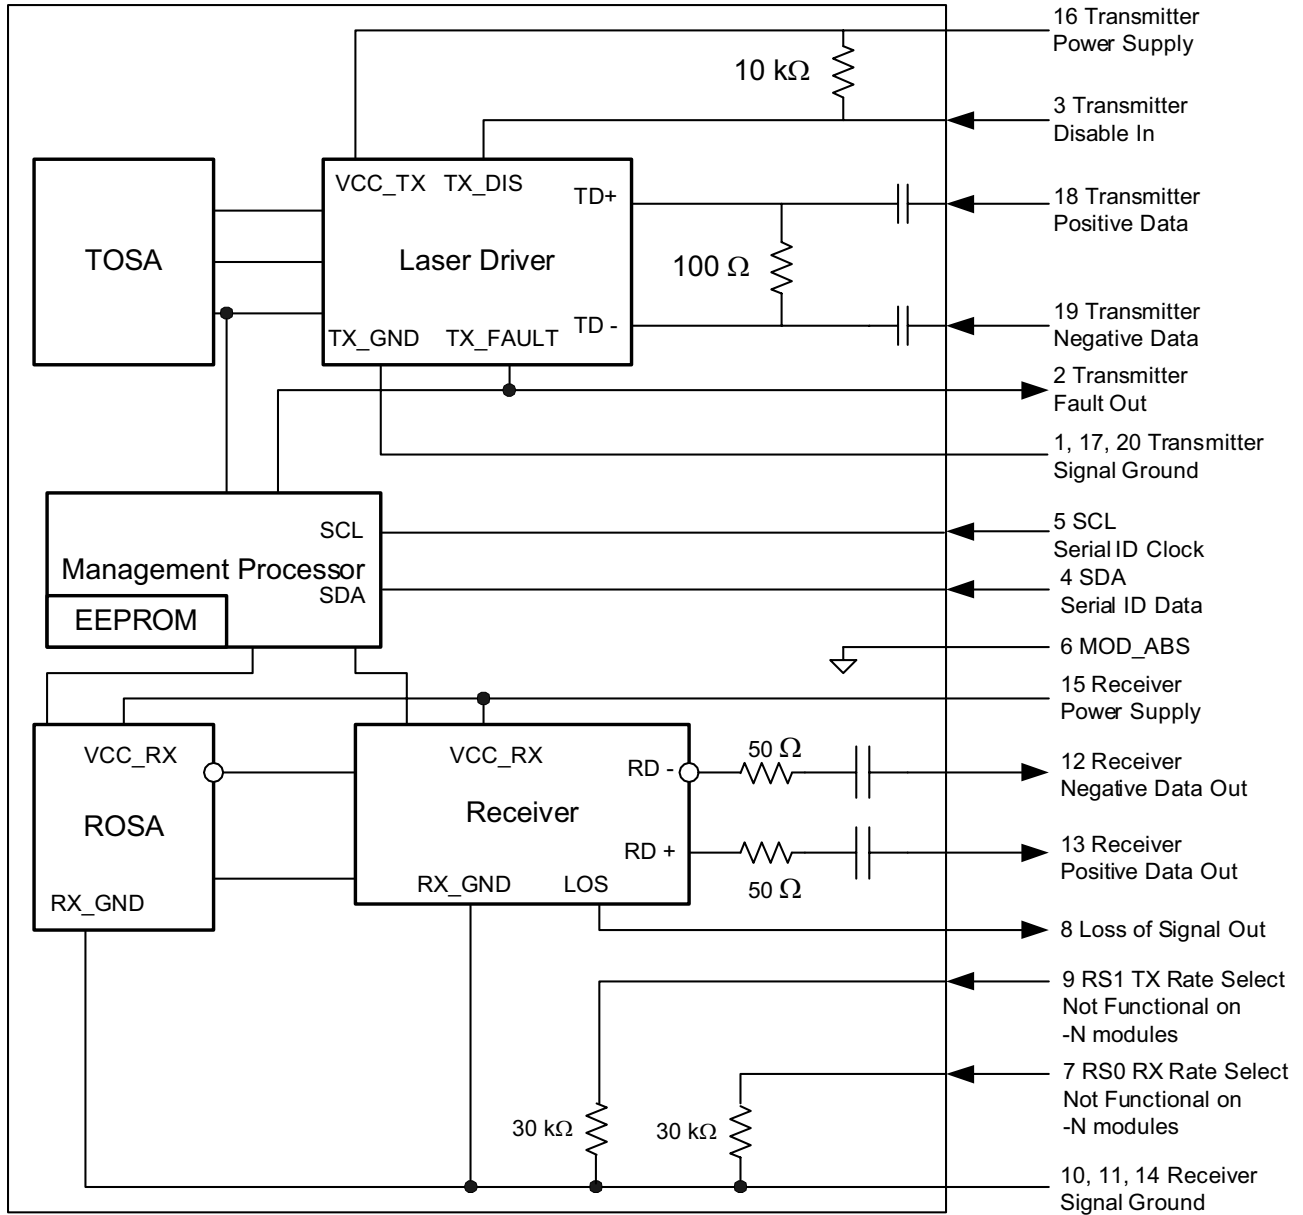 16 Transmitter
Power Supply
10 kΩ
3 Transmitter
Disable In
VCC_TX TX_DIS
TD+
18 Transmitter
Positive Data
TOSA
Laser Driver
100 Ω
TX_GND TX_FAULT
TD -
19 Transmitter
Negative Data
2 Transmitter
Fault Out
1, 17, 20 Transmitter
Signal Ground
SCL
5 SCL
Serial ID Clock
Management Processor
SDA
4 SDA
Serial ID Data
EEPROM
6 MOD_ABS
15 Receiver
Power Supply
VCC_RX
VCC_RX
RD -
50 Ω
12 Receiver
Negative Data Out
ROSA
Receiver
RD +
50 Ω
13 Receiver
Positive Data Out
RX_GND
RX_GND LOS
8 Loss of Signal Out
9 RS1 TX Rate Select
Not Functional on
-N modules
7 RS0 RX Rate Select
Not Functional on
-N modules
30 kΩ
30 kΩ
10, 11, 14 Receiver
Signal Ground